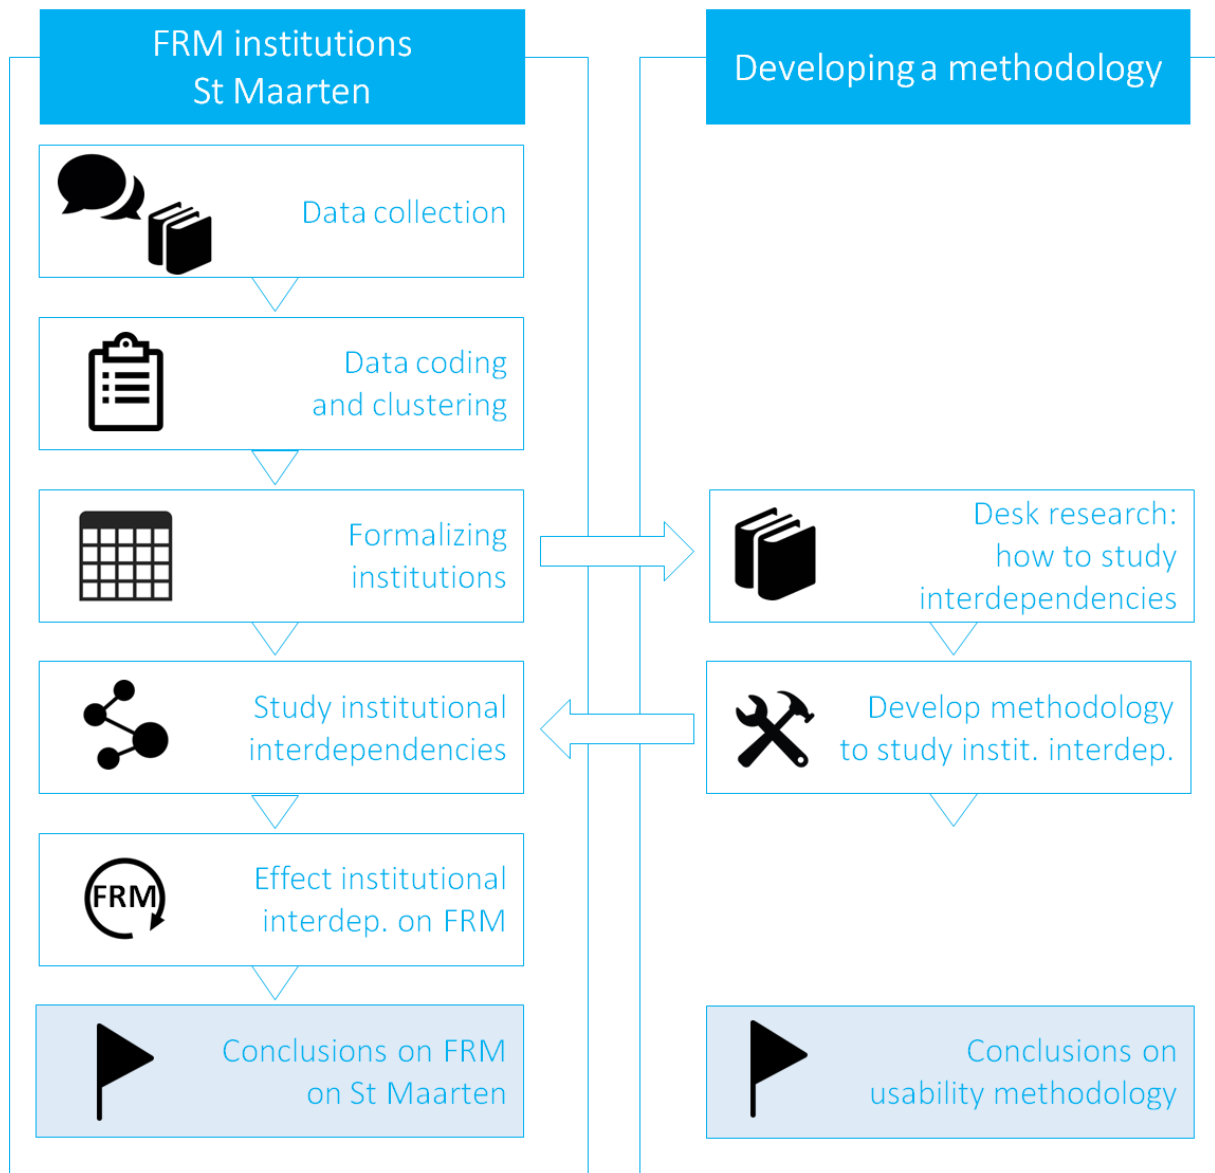 FRM institutions
St Maarten
Data collection
Data coding
and clustering
Formalizing
institutions
Study institutional
interdependencies
FRM
Effect institutional
interdep. on FRM
Conclusions on FRM
on St Maarten
Developing a methodology
Desk research:
how to study
interdependencies
Develop methodology
to study instit. interdep.
Conclusions on
usability methodology